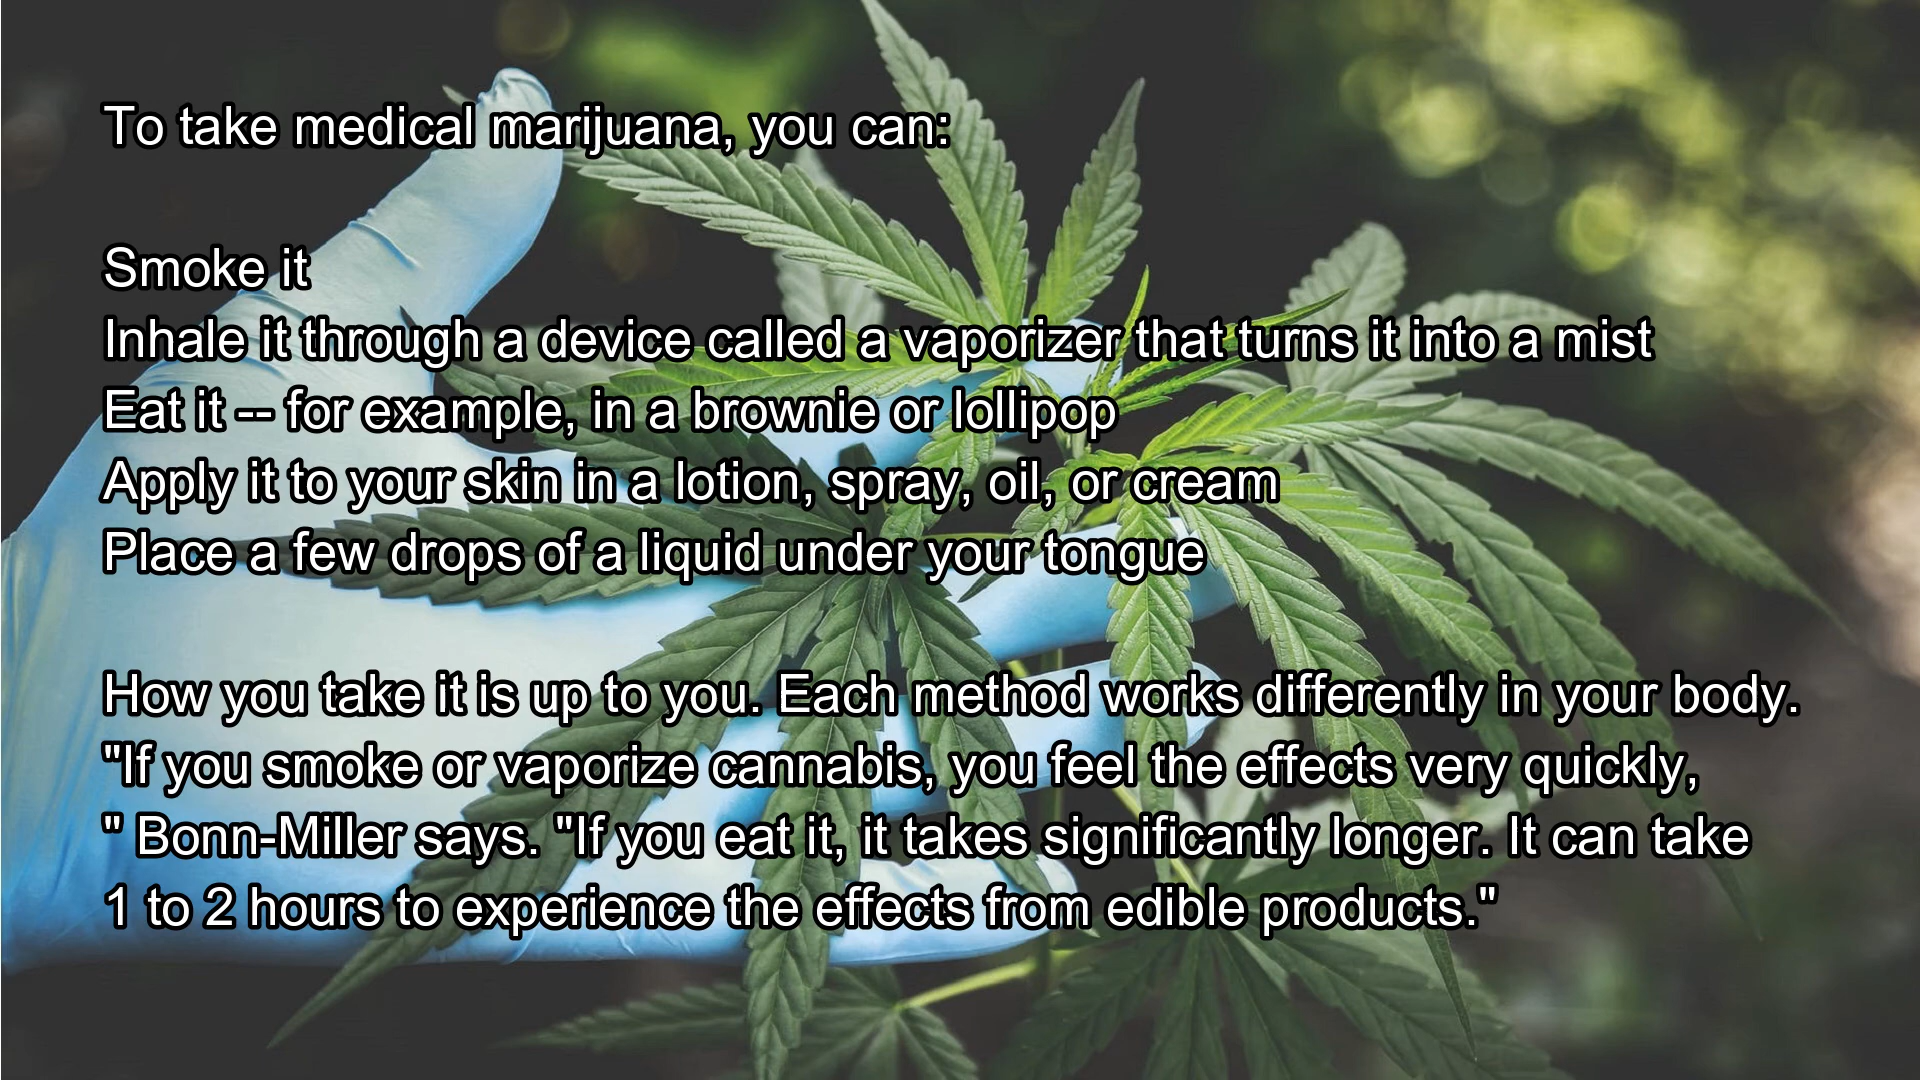 To take medical marijuana, you can:
Smoke it
Inhale it through a device called a vaporizer that turns it into a mist
Eat it -- for example, in a brownie or lollipop
Apply it to your skin in a lotion, spray, oil, or cream
Place a few drops of a liquid under your tongue
How you take it is up to you. Each method works differently in your body.
"If you smoke or vaporize cannabis, you feel the effects very quickly,
" Bonn-Miller says. "If you eat it, it takes significantly longer. It can take
1 to 2 hours to experience the effects from edible products."